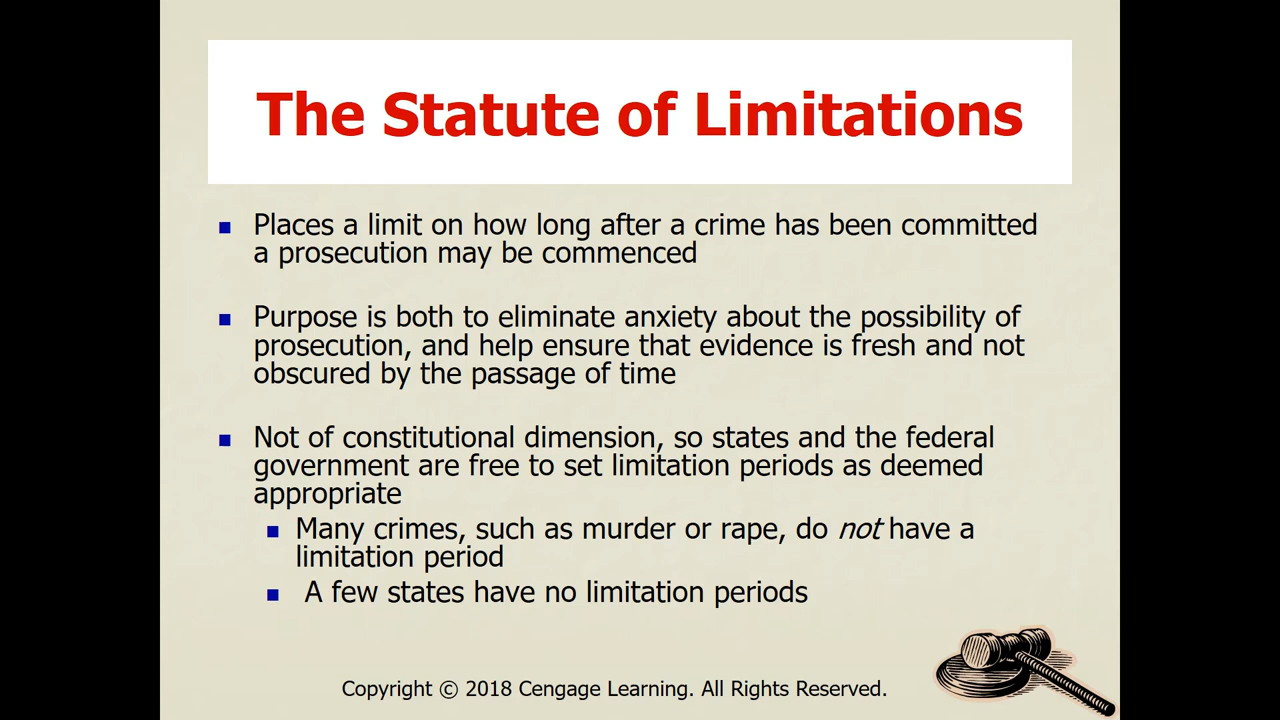 The Statute of Limitations
Places a limit on how long after a crime has been committed
a prosecution may be commenced
Purpose is both to eliminate anxiety about the possibility of
prosecution, and help ensure that evidence is fresh and not
obscured by the passage of time
Not of constitutional dimension, so states and the federal
government are free to set limitation periods as deemed
appropriate
Many crimes, such as murder or rape, do not have a
limitation period
A few states have no limitation periods
Copyright © 2018 Cengage Learning. All Rights Reserved.